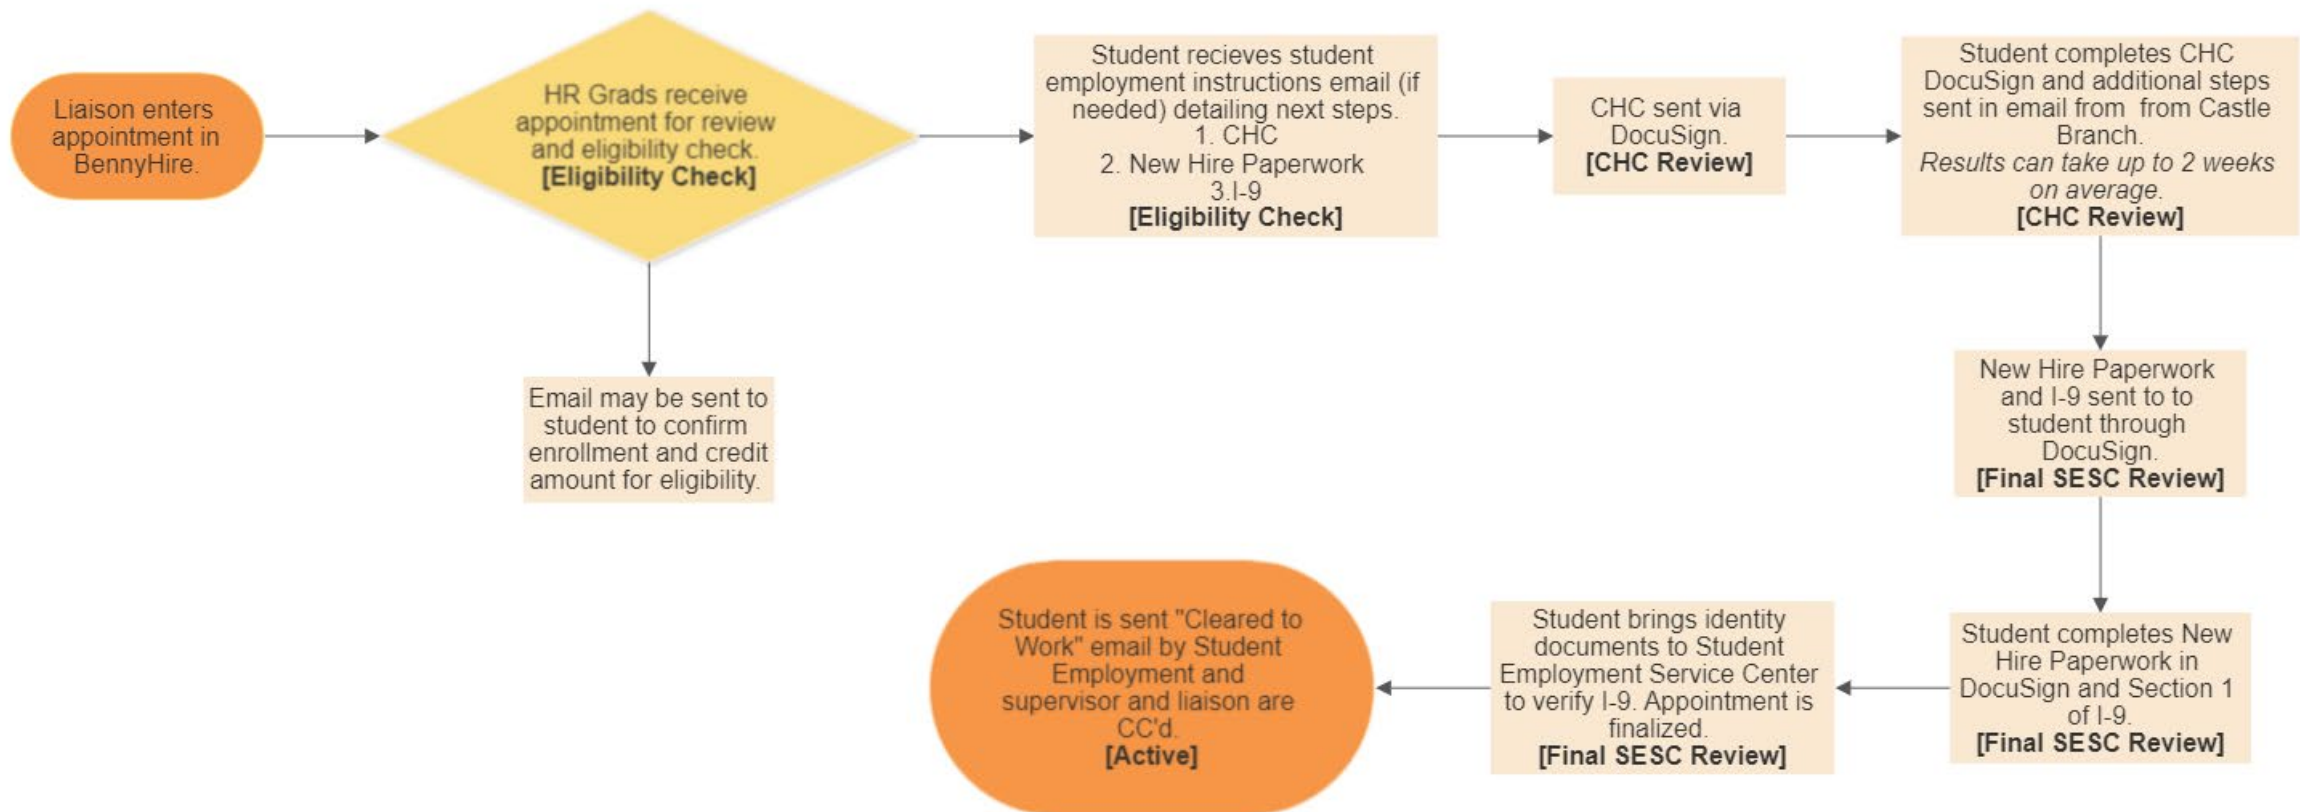 Liaison enters
appointment in
BennyHire.
HR Grads receive
appointment for review
and eligibility check.
[Eligibility Check]
Email may be sent to
student to confirm
enrollment and credit
amount for eligibility.
Student recieves student
employment instructions email (if
needed) detailing next steps.
1. CHC
2. New Hire Paperwork
3.I-9
[Eligibility Check]
CHC sent via
DocuSign.
[CHC Review]
Student completes CHC
DocuSign and additional steps
sent in email from  from Castle
Branch.
Results can take up to 2 weeks
on average.
[CHC Review]
New Hire Paperwork
and I-9 sent to to
student through
DocuSign.
[Final SESC Review]
Student completes New
Hire Paperwork in
DocuSign and Section 1
of I-9.
[Final SESC Review]
Student brings identity
documents to Student
Employment Service Center
to verify I-9. Appointment is
finalized.
[Final SESC Review]
Student is sent "Cleared to
Work" email by Student
Employment and
supervisor and liaison are
CC'd.
[Active]